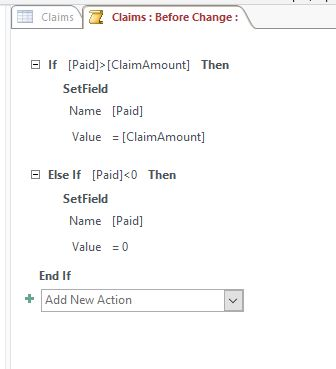 Claims
Claims : Before Change :
If [Paid]>[ClaimAmount] Then
SetField
Name [Paid]
Value = [ClaimAmount]
Else If [Paid]<0 Then
SetField
Name [Paid]
Value = 0
End If
Add New Action